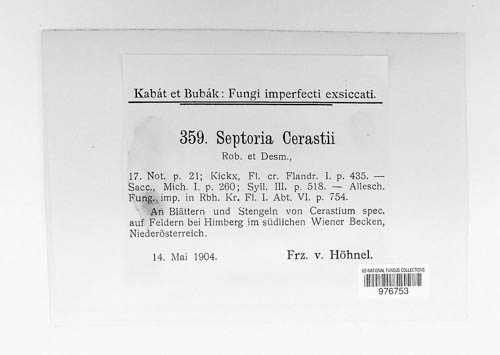 Kabát et Bubák: Fungi imperfecti exsiccati.
359. Septoria Cerastii
Rob. et Desm.,
17. Not. p. 21; Kickx, Fl. cr. Flandr. I. p. 435. —
Sacc., Mich. I. p. 260; Syll. III. p. 518. — Allesch.
Fung. imp. in Rbh. Kr. Fl. I. Abt. VI. p. 754.
An Blättern und Stengeln von Cerastium spec.
auf Feldern bei Himberg im südlichen Wiener Becken,
Niederösterreich.
14. Mai 1904. Frz. v. Höhnel.
US NATIONAL FUNGUS COLLECTIONS
976753